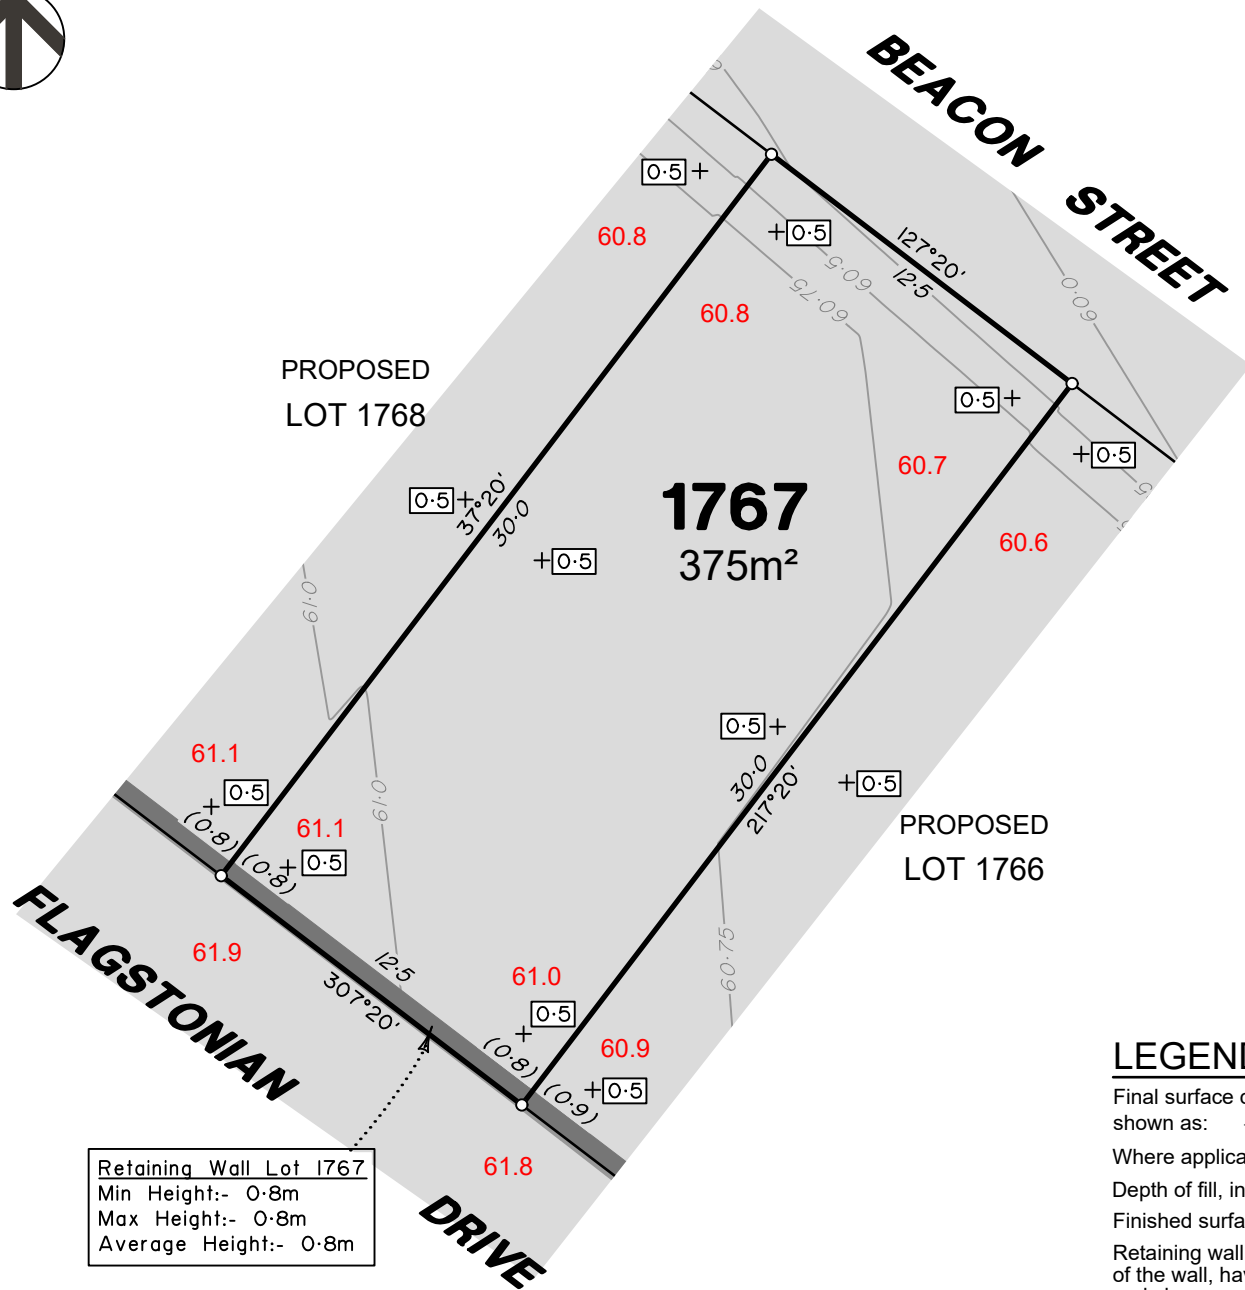 BEACON STREET
0·5
60.8
0·5
127°20'
12·5
60·5
60·75
60·0
60.8
PROPOSED
LOT 1768
0·5
0·5
60.7
37°20'
30·0
1767
375m²
0·5
0·5
60.6
61·0
61.1
0·5
(0·8)
61.1
0·5
(0·8)
61·0
0·5
30·0
217°20'
0·5
PROPOSED
LOT 1766
60·75
FLAGSTONIAN DRIVE
61.9
12·5
307°20'
61.0
0·5
(0·8)
60.9
0·5
(0·9)
61.8
Retaining Wall Lot 1767
Min Height:- 0·8m
Max Height:- 0·8m
Average Height:- 0·8m
LEGEND
Final surface
shown as:
Where applica
Depth of fill, in
Finished surfa
Retaining wall
of the wall, hav